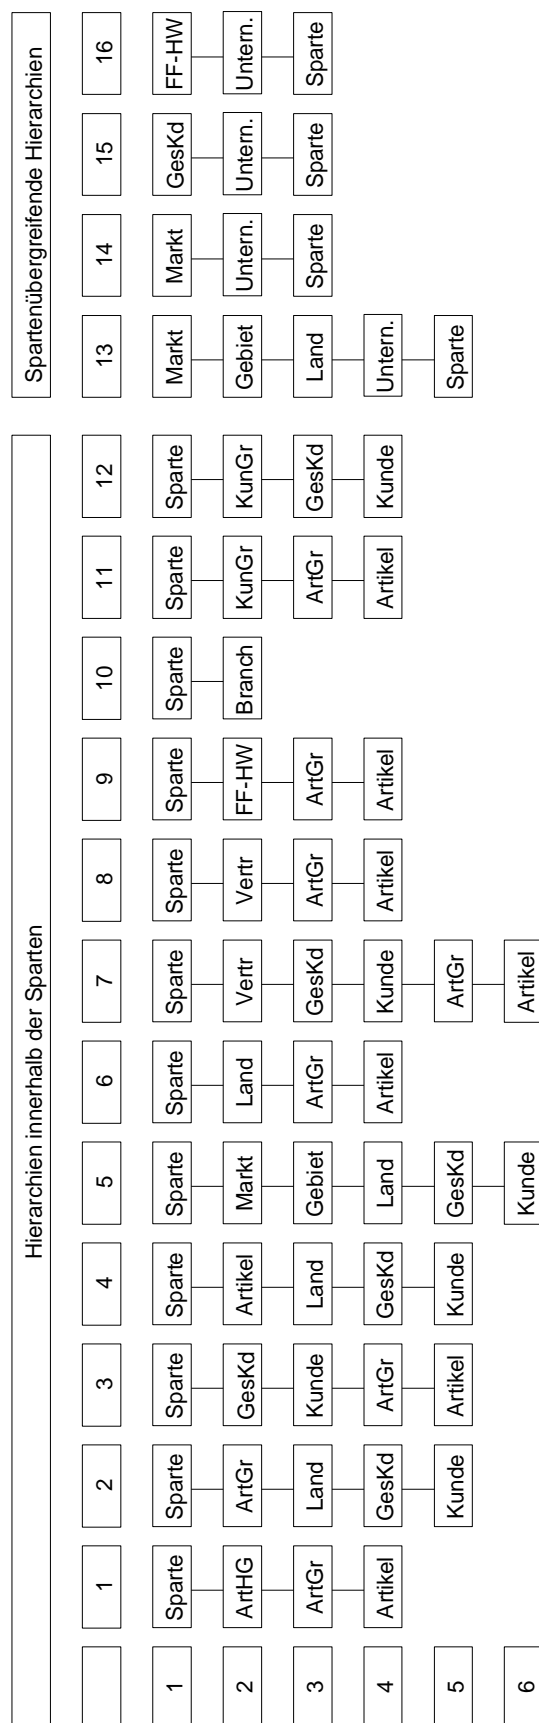 Hierarchien innerhalb der Sparten Spartenübergreifende Hierarchien
1 2 3 4 5 6 7 8 9 10 11 12 13 14 15 16
1 Sparte Sparte Sparte Sparte Sparte Sparte Sparte Sparte Sparte Sparte Sparte Sparte Markt Markt GesKd FF-HW
2 ArtHG ArtGr GesKd Artikel Markt Land Vertr Vertr FF-HW Branch KunGr KunGr Gebiet Untern. Untern. Untern.
3 ArtGr Land Kunde Land Gebiet ArtGr GesKd ArtGr ArtGr ArtGr GesKd Land Sparte Sparte Sparte
4 Artikel GesKd ArtGr GesKd Land Artikel Kunde Artikel Artikel Artikel Kunde Untern.
5 Kunde Artikel Kunde GesKd ArtGr Sparte
6 Kunde Artikel